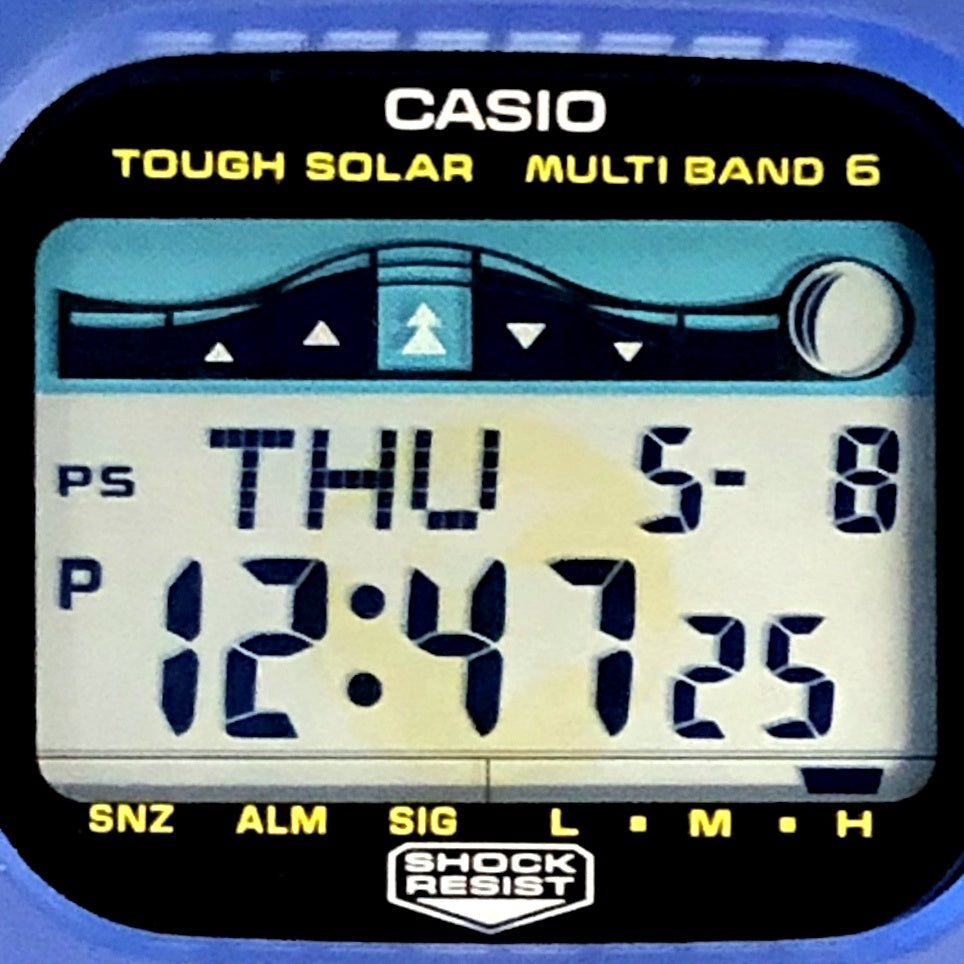 CASIO
TOUGH SOLAR MULTI BAND 6
PS THU 5- 8
P 12:47 25
SNZ ALM SIG L ▪ M ▪ H
SHOCK
RESIST